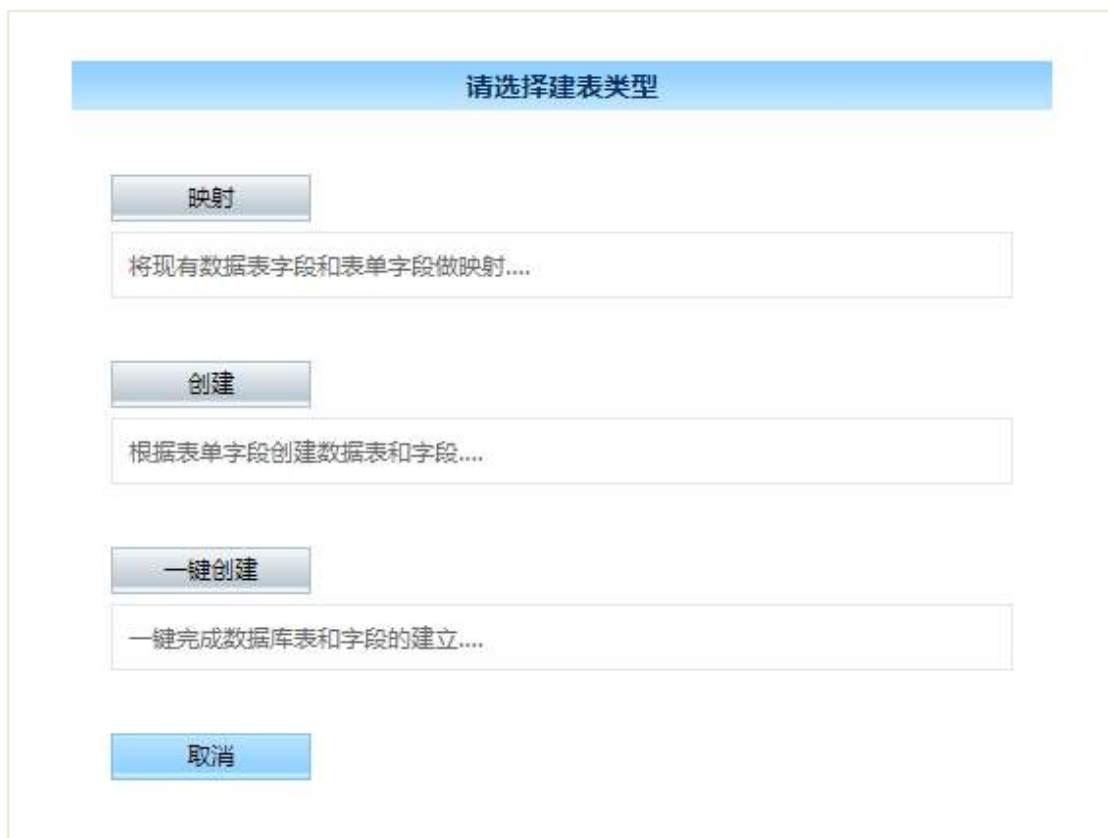 请选择建表类型
映射
将现有数据表字段和表单字段做映射....
创建
根据表单字段创建数据表和字段....
一键创建
一键完成数据库表和字段的建立....
取消